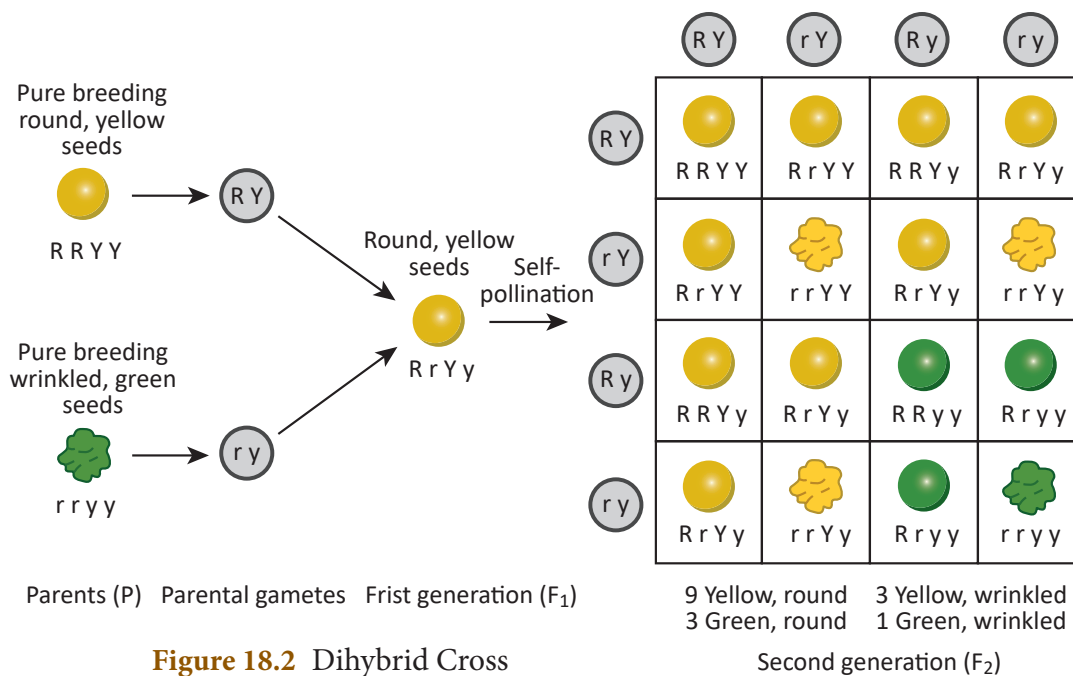 Pure breeding
round, yellow
seeds
R R Y Y
R Y
Pure breeding
wrinkled, green
seeds
r r y y
r y
Round, yellow
seeds
R r Y y
Self-
pollination
R Y r Y R y r y
R Y
R R Y Y R r Y Y R R Y y R r Y y
r Y
R r Y Y r r Y Y R r Y y r r Y y
R y
R R Y y R r Y y R R y y R r y y
r y
R r Y y r r Y y R r y y r r y y
Parents (P) Parental gametes Frist generation (F₁)
9 Yellow, round 3 Yellow, wrinkled
3 Green, round 1 Green, wrinkled
Second generation (F₂)
Figure 18.2 Dihybrid Cross